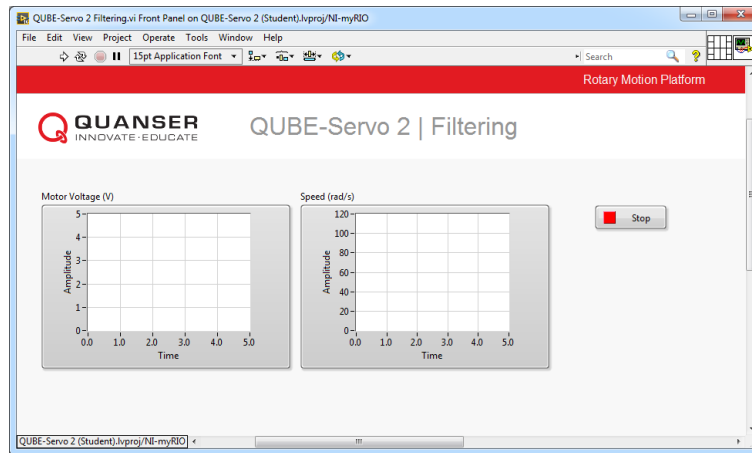 QUBE-Servo 2 Filtering.vi Front Panel on QUBE-Servo 2 (Student).lvproj/NI-myRIO
File Edit View Project Operate Tools Window Help
15pt Application Font
Search
Rotary Motion Platform
QUANSER
INNOVATE·EDUCATE
QUBE-Servo 2 | Filtering
Motor Voltage (V)
Amplitude
5
4
3
2
1
0
0.0 1.0 2.0 3.0 4.0 5.0
Time
Speed (rad/s)
Amplitude
120
100
80
60
40
20
0
0.0 1.0 2.0 3.0 4.0 5.0
Time
Stop
QUBE-Servo 2 (Student).lvproj/NI-myRIO